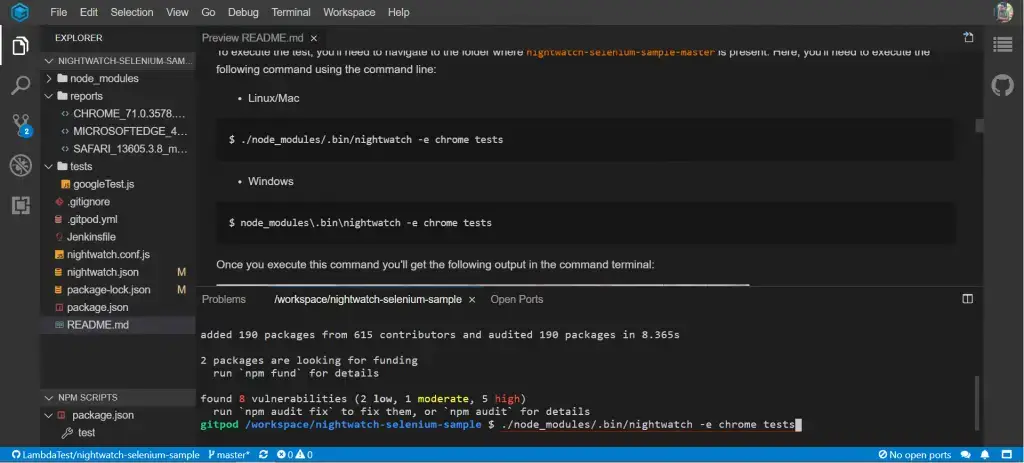 File Edit Selection View Go Debug Terminal Workspace Help
EXPLORER
NIGHTWATCH-SELENIUM-SAM...
node_modules
reports
CHROME_71.0.3578....
MICROSOFTEDGE_4...
SAFARI_13605.3.8_m...
tests
googleTest.js
.gitignore
.gitpod.yml
Jenkinsfile
nightwatch.conf.js
nightwatch.json M
package-lock.json M
package.json
README.md
NPM SCRIPTS
package.json
test
2
Preview README.md ×
To execute the test, you'll need to navigate to the folder where nightwatch-selenium-sample-master is present. Here, you'll need to execute the
following command using the command line:
• Linux/Mac
$ ./node_modules/.bin/nightwatch -e chrome tests
• Windows
$ node_modules\.bin\nightwatch -e chrome tests
Once you execute this command you'll get the following output in the command terminal:
Problems /workspace/nightwatch-selenium-sample × Open Ports
added 190 packages from 615 contributors and audited 190 packages in 8.365s
2 packages are looking for funding
run `npm fund` for details
found 8 vulnerabilities (2 low, 1 moderate, 5 high)
run `npm audit fix` to fix them, or `npm audit` for details
gitpod /workspace/nightwatch-selenium-sample $ ./node_modules/.bin/nightwatch -e chrome tests
LambdaTest/nightwatch-selenium-sample master* 0 0 No open ports